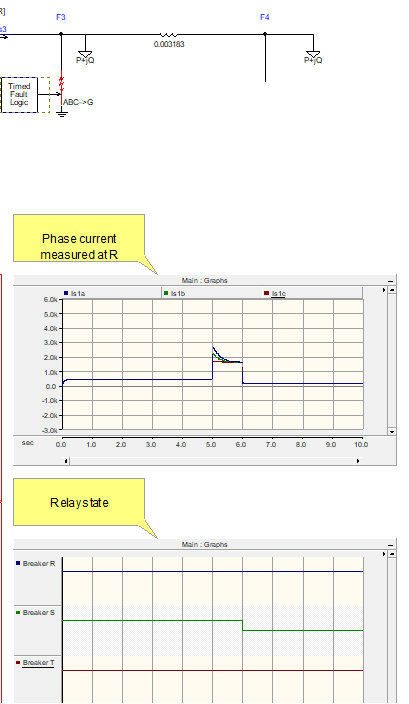 R]
s3
F3
F4
0.003183
P+jQ
P+jQ
Timed
Fault
Logic
ABC->G
Phase current
measured at R
Main : Graphs
Is1a
Is1b
Is1c
6.0k
5.0k
4.0k
3.0k
2.0k
1.0k
0.0
-1.0k
-2.0k
-3.0k
sec
0.0 1.0 2.0 3.0 4.0 5.0 6.0 7.0 8.0 9.0 10.0
Relay state
Main : Graphs
Breaker R
Breaker S
Breaker T